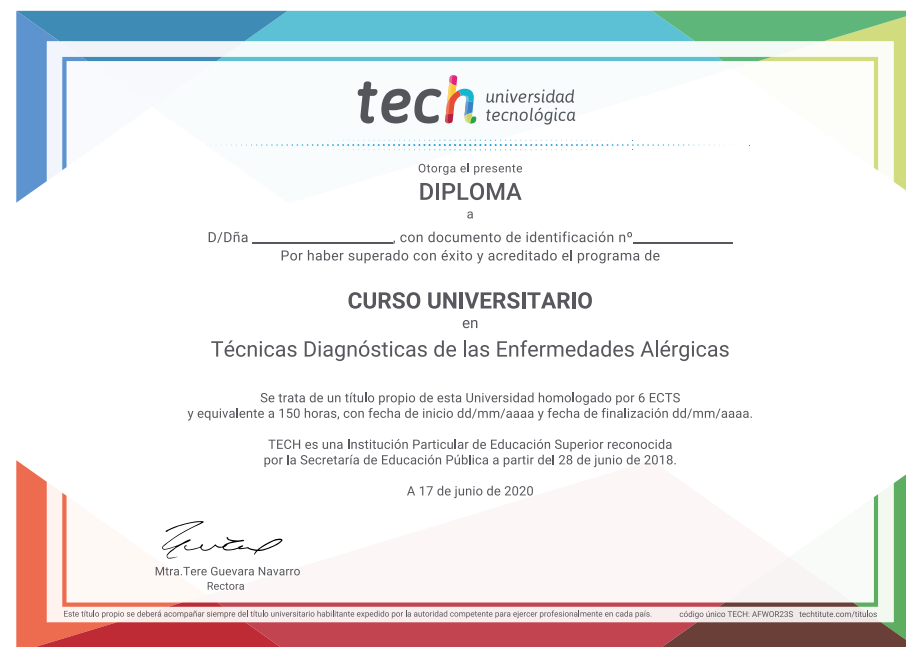 tech universidad
tecnológica
Otorga el presente
DIPLOMA
a
D/Dña ____________________, con documento de identificación nº______________
Por haber superado con éxito y acreditado el programa de
CURSO UNIVERSITARIO
en
Técnicas Diagnósticas de las Enfermedades Alérgicas
Se trata de un título propio de esta Universidad homologado por 6 ECTS
y equivalente a 150 horas, con fecha de inicio dd/mm/aaaa y fecha de finalización dd/mm/aaaa.
TECH es una Institución Particular de Educación Superior reconocida
por la Secretaría de Educación Pública a partir del 28 de junio de 2018.
A 17 de junio de 2020
Mtra.Tere Guevara Navarro
Rectora
Este título propio se deberá acompañar siempre del título universitario habilitante expedido por la autoridad competente para ejercer profesionalmente en cada país. código único TECH: AFWOR23S techtitute.com/titulos